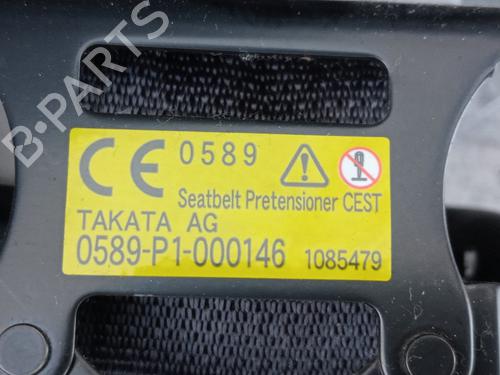 B-PARTS
CE 0589
Seatbelt Pretensioner CEST
TAKATA AG
0589-P1-000146 1085479